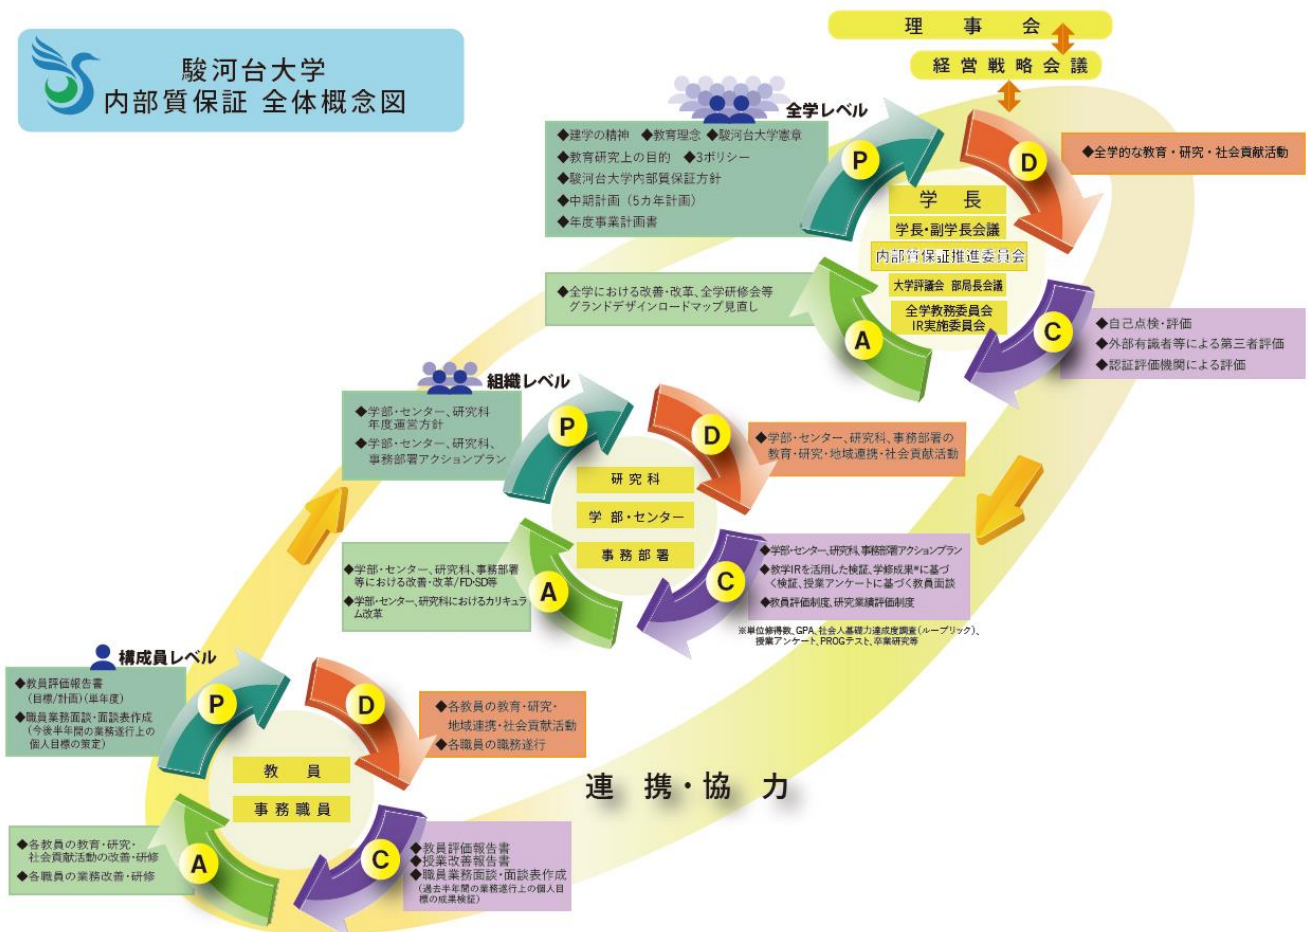 駿河台大学
内部質保証 全体概念図
理事会
経営戦略会議
全学レベル
◆建学の精神 ◆教育理念 ◆駿河台大学憲章
◆教育研究上の目的 ◆3ポリシー
◆駿河台大学内部質保証方針
◆中期計画（5カ年計画）
◆年度事業計画書
P
D
◆全学的な教育・研究・社会貢献活動
学長
学長・副学長会議
内部質保証推進委員会
大学評議会 部局長会議
全学教務委員会
IR実施委員会
◆全学における改善・改革、全学研修会等
グランドデザインロードマップ見直し
A
C
◆自己点検・評価
◆外部有識者等による第三者評価
◆認証評価機関による評価
組織レベル
◆学部・センター、研究科
年度運営方針
◆学部・センター、研究科、
事務部署アクションプラン
P
D
◆学部・センター、研究科、事務部署の
教育・研究・地域連携・社会貢献活動
研究科
学部・センター
事務部署
◆学部・センター、研究科、事務部署
等における改善・改革/FD・SD等
◆学部・センター、研究科におけるカリキュラ
ム改革
A
C
◆学部・センター、研究科、事務部署アクションプラン
◆教学IRを活用した検証、学修成果※に基づ
く検証、授業アンケートに基づく教員面談
◆教員評価制度、研究業績評価制度
※単位修得数、GPA、社会人基礎力達成度調査（ルーブリック）、
授業アンケート、PROGテスト、卒業研究等
構成員レベル
◆教員評価報告書
（目標/計画）（単年度）
◆職員業務面談・面談表作成
（今後半年間の業務遂行上の
個人目標の策定）
P
D
◆各教員の教育・研究・
地域連携・社会貢献活動
◆各職員の職務遂行
教員
事務職員
◆各教員の教育・研究・
社会貢献活動の改善・研修
◆各職員の業務改善・研修
A
C
◆教員評価報告書
◆授業改善報告書
◆職員業務面談・面談表作成
（過去半年間の業務遂行上の個人目
標の成果検証）
連携・協力